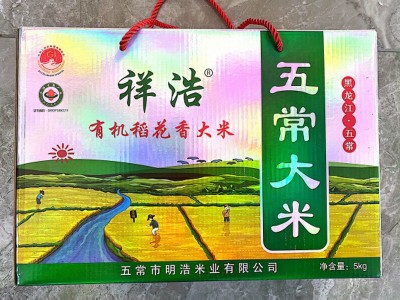 祥浩®
有机稻花香大米
五常大米
黑龙江·五常
五常市明浩米业有限公司
净含量：5kg